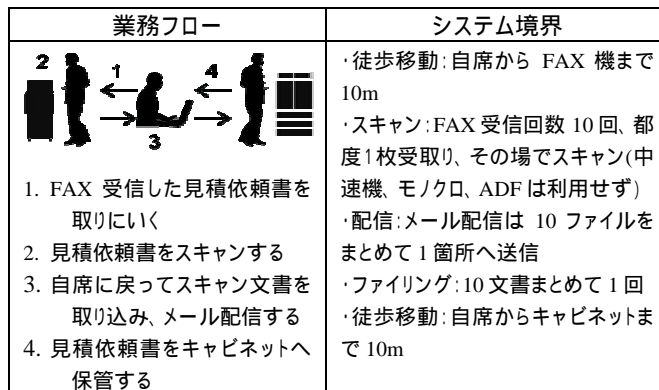 業務フロー
システム境界
2
1
4
3
1. FAX 受信した見積依頼書を
取りにいく
2. 見積依頼書をスキャンする
3. 自席に戻ってスキャン文書を
取り込み、メール配信する
4. 見積依頼書をキャビネットへ
保管する
・徒歩移動：自席から FAX 機まで
10m
・スキャン：FAX 受信回数 10 回、都
度1枚受取り、その場でスキャン(中
速機、モノクロ、ADF は利用せず)
・配信：メール配信は 10 ファイルを
まとめて 1 箇所へ送信
・ファイリング：10 文書まとめて 1 回
・徒歩移動：自席からキャビネットま
で 10m